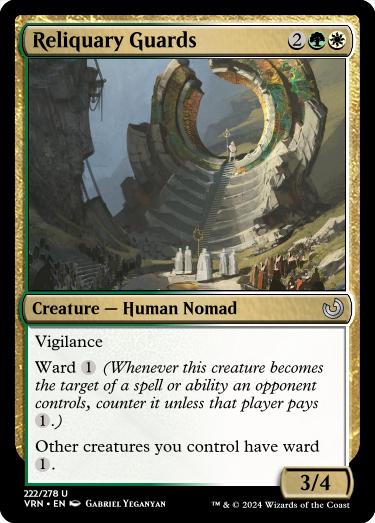 Reliquary Guards 2
Creature — Human Nomad
Vigilance
Ward 1 (Whenever this creature becomes
the target of a spell or ability an opponent
controls, counter it unless that player pays
1.)
Other creatures you control have ward
1.
3/4
222/278 U
VRN • EN Gabriel Yeganyan ™ & © 2024 Wizards of the Coast